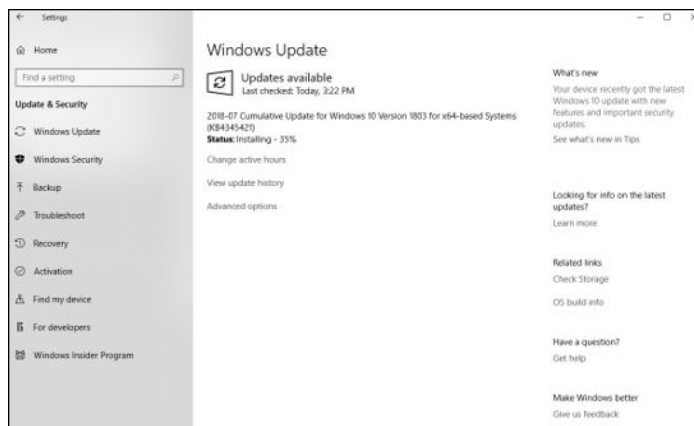 Settings
Home
Find a setting
Update & Security
Windows Update
Windows Security
Backup
Troubleshoot
Recovery
Activation
Find my device
For developers
Windows Insider Program
Windows Update
Updates available
Last checked: Today, 3:22 PM
2018-07 Cumulative Update for Windows 10 Version 1803 for x64-based Systems
(KB4345421)
Status: Installing - 35%
Change active hours
View update history
Advanced options
What's new
Your device recently got the latest
Windows 10 update with new
features and important security
updates.
See what's new in Tips
Looking for info on the latest
updates?
Learn more
Related links
Check Storage
OS build info
Have a question?
Get help
Make Windows better
Give us feedback